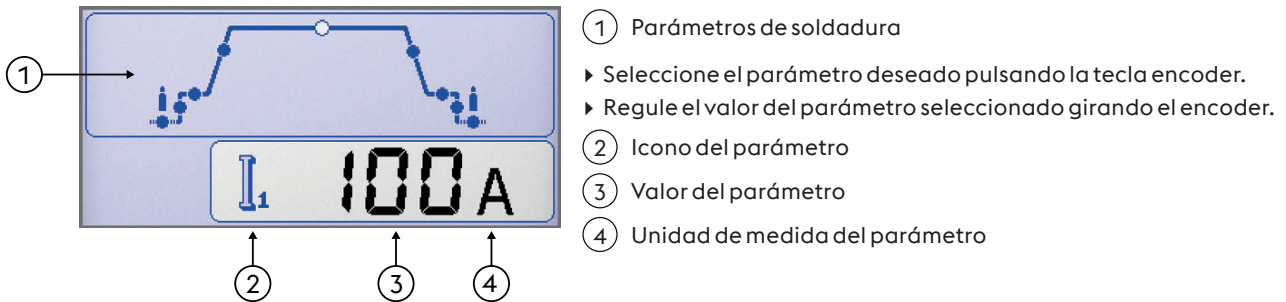 1 Parámetros de soldadura
1
▸ Seleccione el parámetro deseado pulsando la tecla encoder.
▸ Regule el valor del parámetro seleccionado girando el encoder.
2 Icono del parámetro
I1 100 A
3 Valor del parámetro
4 Unidad de medida del parámetro
2 3 4